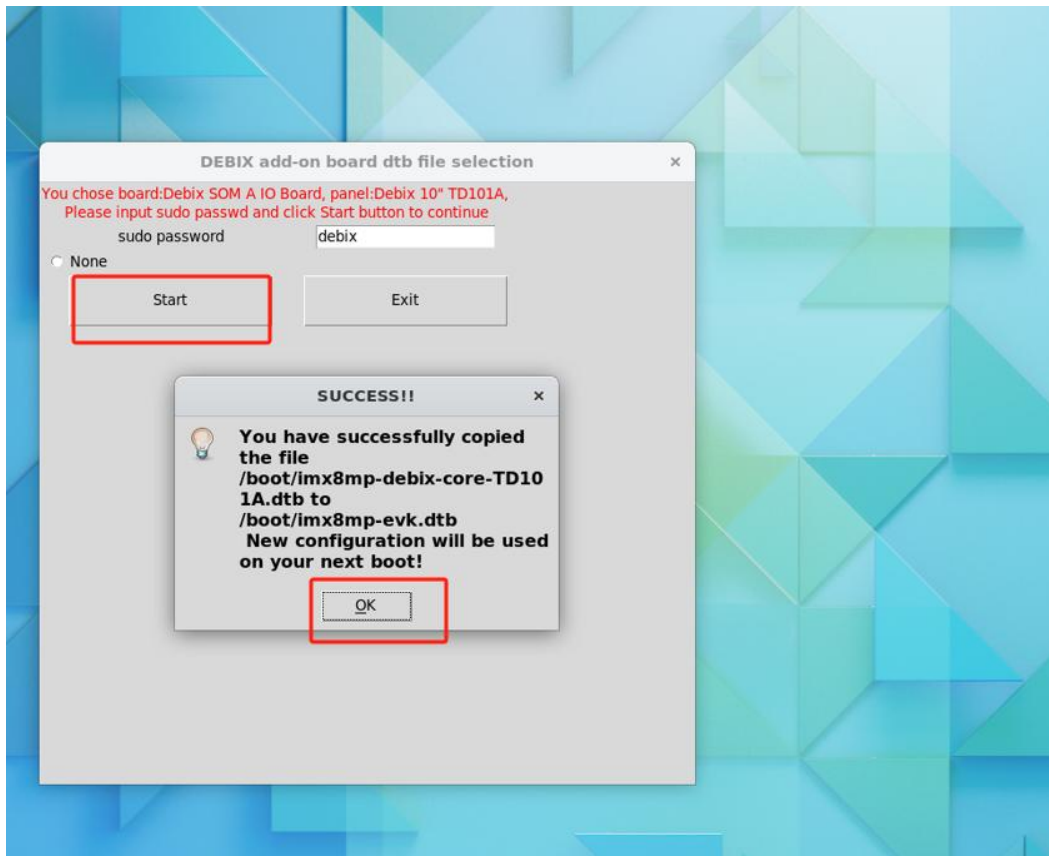 DEBIX add-on board dtb file selection ×
You chose board:Debix SOM A IO Board, panel:Debix 10" TD101A,
Please input sudo passwd and click Start button to continue
sudo password debix
None
Start Exit
SUCCESS!! ×
You have successfully copied
the file
/boot/imx8mp-debix-core-TD10
1A.dtb to
/boot/imx8mp-evk.dtb
New configuration will be used
on your next boot!
OK